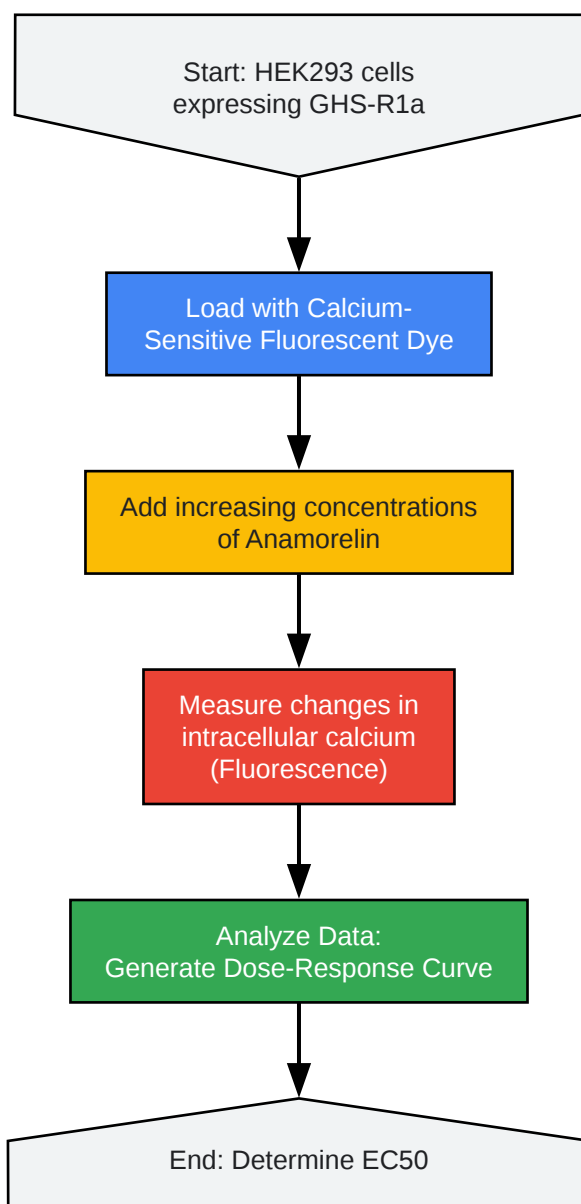 Start: HEK293 cells
expressing GHS-R1a
Load with Calcium-
Sensitive Fluorescent Dye
Add increasing concentrations
of Anamorelin
Measure changes in
intracellular calcium
(Fluorescence)
Analyze Data:
Generate Dose-Response Curve
End: Determine EC50